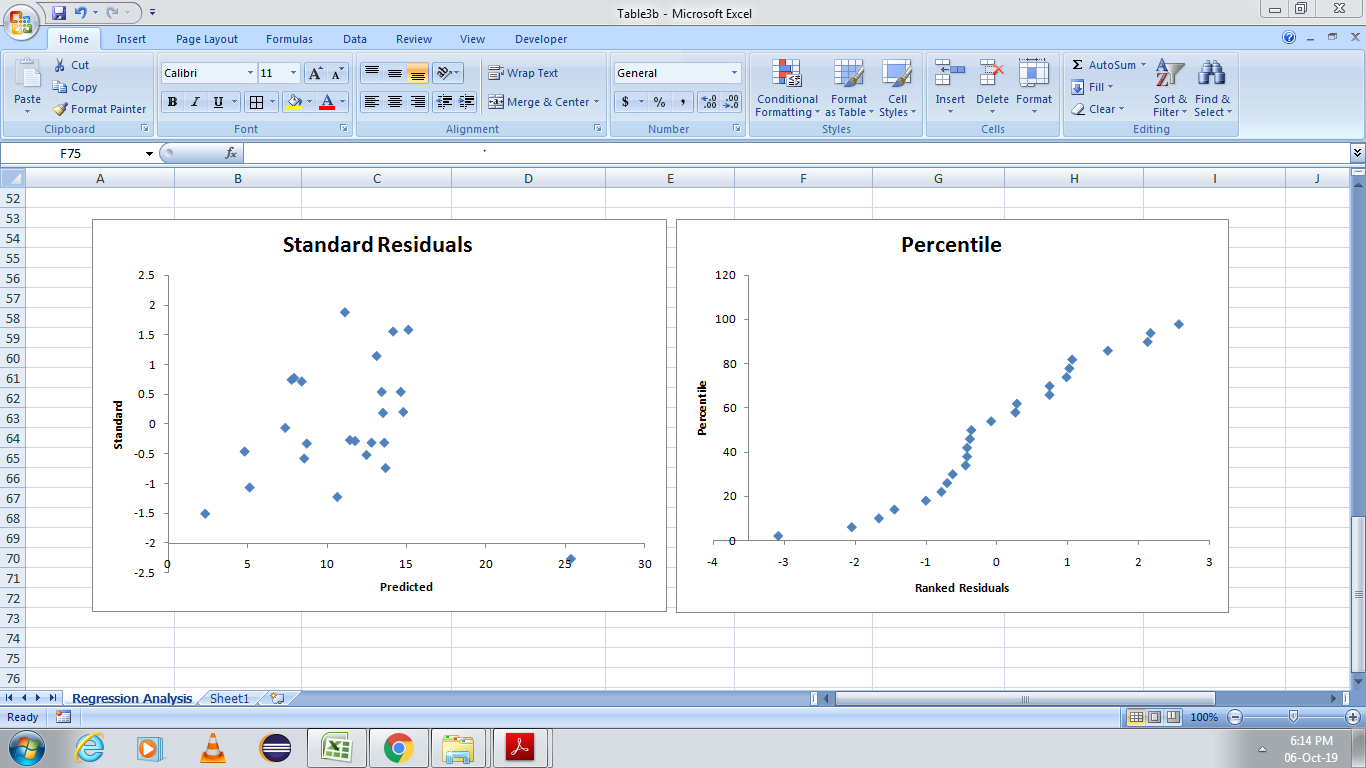 Table3b - Microsoft Excel
Home Insert Page Layout Formulas Data Review View Developer
Paste
Cut
Copy
Format Painter
Clipboard
Calibri 11
B I U
Font
Wrap Text
Merge & Center
Alignment
General
$ % ,
Number
Conditional Formatting
Format as Table
Cell Styles
Styles
Insert Delete Format
Cells
Σ AutoSum
Fill
Clear
Sort & Filter
Find & Select
Editing
F75 fx
A B C D E F G H I J
52
53
54
55
56
57
58
59
60
61
62
63
64
65
66
67
68
69
70
71
72
73
74
75
76
Standard Residuals
2.5
2
1.5
1
0.5
0
-0.5
-1
-1.5
-2
-2.5
Standard
0 5 10 15 20 25 30
Predicted
Percentile
120
100
80
60
40
20
0
Percentile
-4 -3 -2 -1 0 1 2 3
Ranked Residuals
Regression Analysis Sheet1
Ready 100%
6:14 PM
06-Oct-19